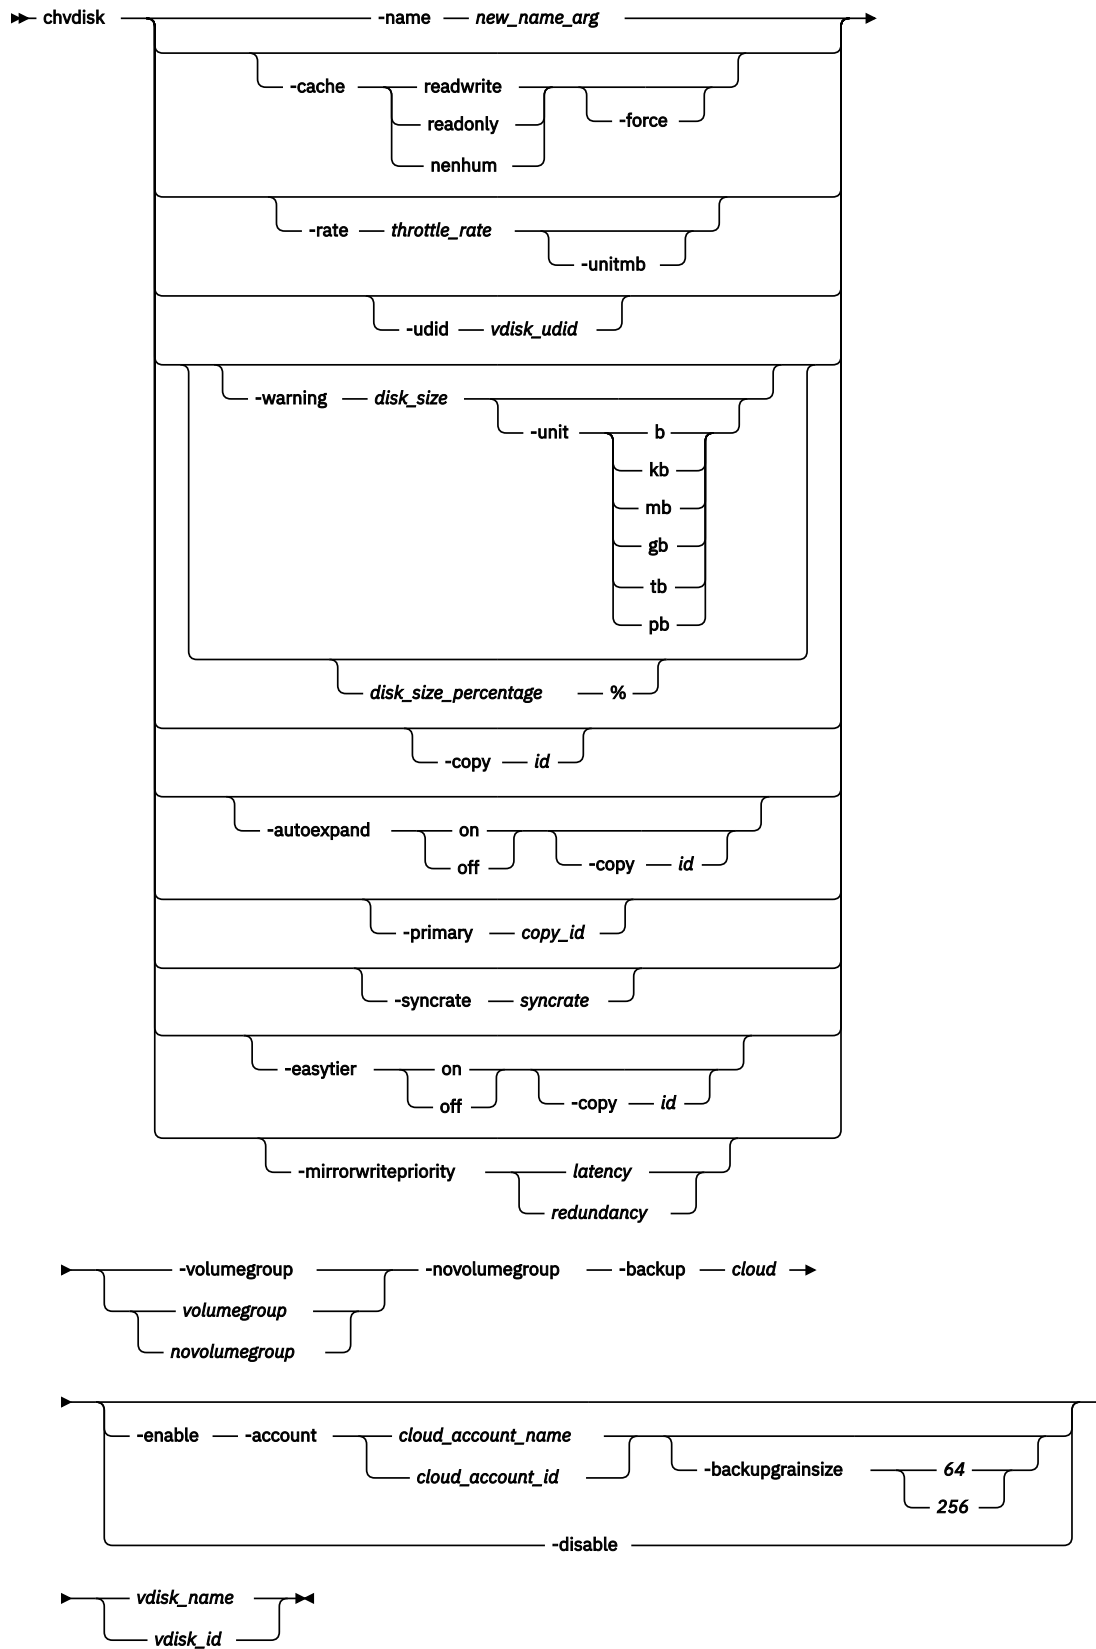 chvdisk -name new_name_arg
-cache readwrite
readonly -force
nenhum
-rate throttle_rate
-unitmb
-udid vdisk_udid
-warning disk_size
-unit b
kb
mb
gb
tb
pb
disk_size_percentage %
-copy id
-autoexpand on
off -copy id
-primary copy_id
-syncrate syncrate
-easytier on
off -copy id
-mirrorwritepriority latency
redundancy
-volumegroup -novolumegroup -backup cloud
volumegroup
novolumegroup
-enable -account cloud_account_name
cloud_account_id -backupgrainsize 64
256
-disable
vdisk_name
vdisk_id